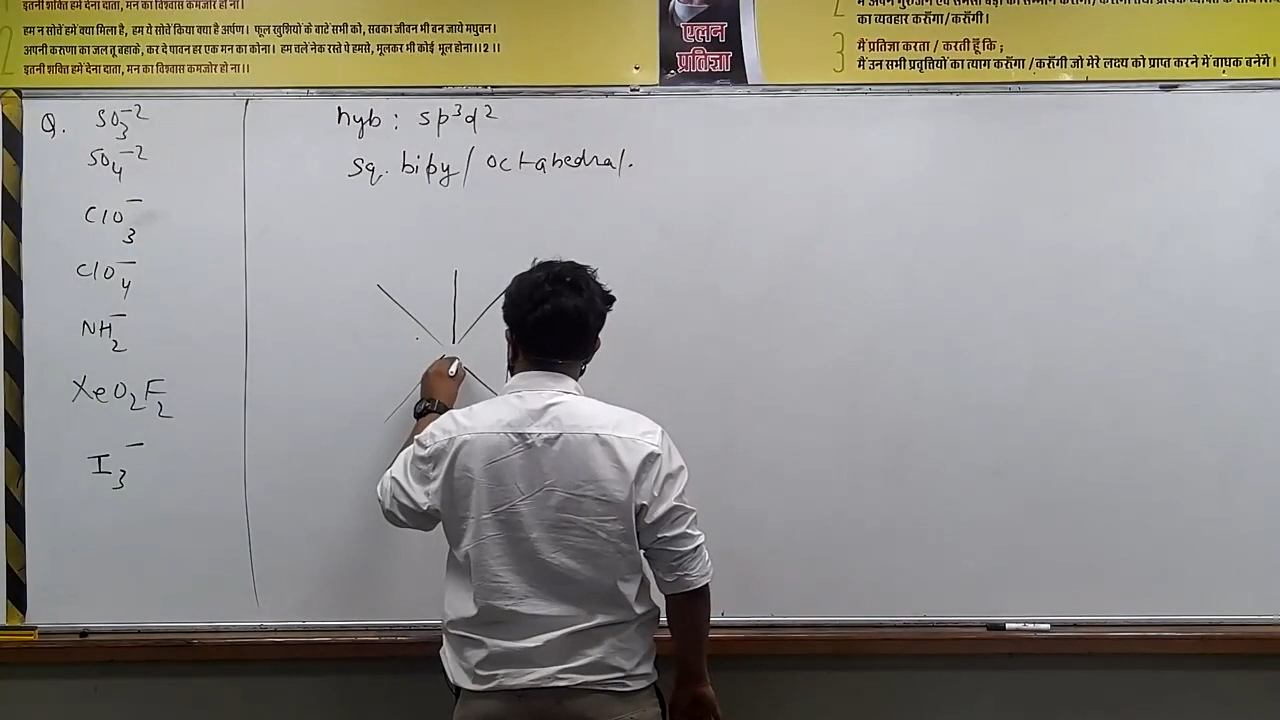 इतनी शक्ति हमें देना दाता, मन का विश्वास कमजोर हो ना।
हम न सोचें हमें क्या मिला है, हम ये सोचें किया क्या है अर्पण। फूल खुशियों के बाटें सभी को, सबका जीवन भी बन जाये मधुबन।
अपनी करुणा का जल तू बहाके, कर दे पावन हर एक मन का कोना। हम चलें नेक रस्ते पे हमसे, भूलकर भी कोई भूल होना।।2।।
इतनी शक्ति हमें देना दाता, मन का विश्वास कमजोर हो ना।।
2
एलन
प्रतिज्ञा
2
का व्यवहार करूँगा/करूँगी।
3
मैं प्रतिज्ञा करता / करती हूँ कि ;
मैं उन सभी प्रवृत्तियों का त्याग करूँगा /करूँगी जो मेरे लक्ष्य को प्राप्त करने में बाधक बनेंगे।
Q. SO₃⁻²
SO₄⁻²
ClO₃⁻
ClO₄⁻
NH₂⁻
XeO₂F₂
I₃⁻
hyb : sp³d²
sq. bipy/octahedral.